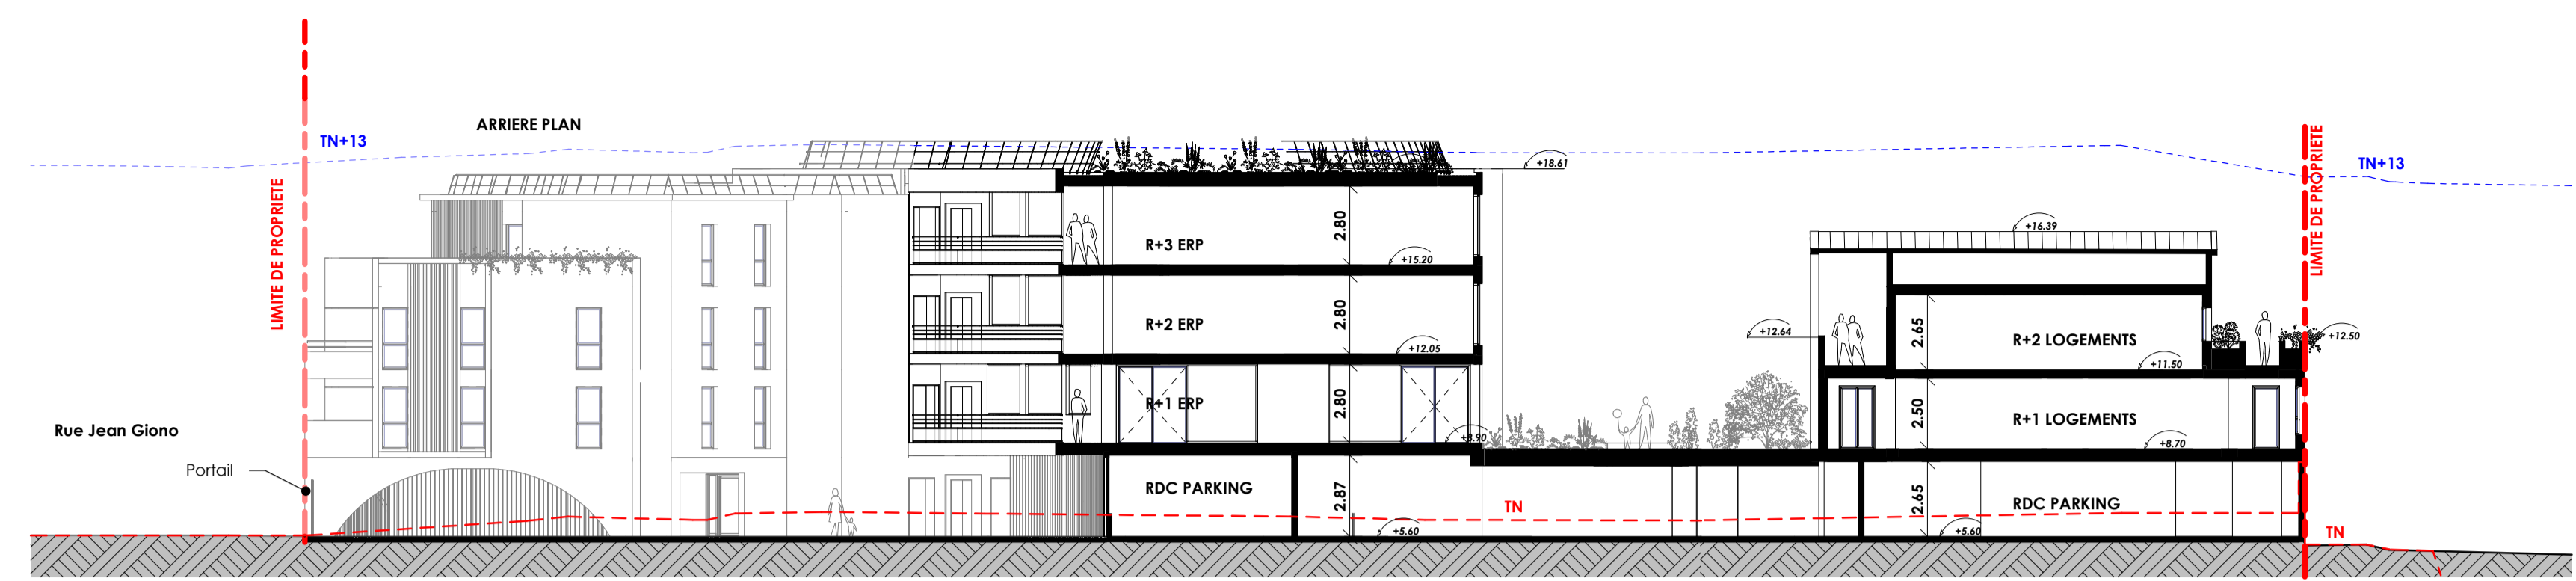 ARRIERE PLAN
TN+13
LIMITE DE PROPRIETE
Rue Jean Giono
Portail
+18.61
R+3 ERP
2.80
+15.20
R+2 ERP
2.80
+12.05
R+1 ERP
2.80
+8.90
RDC PARKING
2.87
+5.60
TN
+12.64
+16.39
2.65
R+2 LOGEMENTS
+11.50
2.50
R+1 LOGEMENTS
+8.70
2.65
RDC PARKING
+5.60
LIMITE DE PROPRIETE
TN+13
+12.50
TN